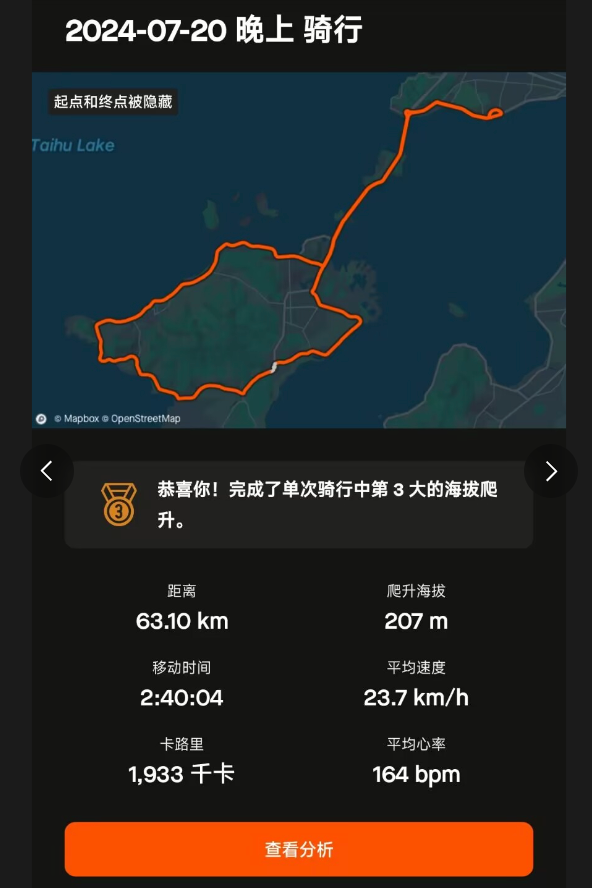 2024-07-20 晚上 骑行
起点和终点被隐藏
Taihu Lake
© Mapbox © OpenStreetMap
3
恭喜你！完成了单次骑行中第 3 大的海拔爬
升。
距离
爬升海拔
63.10 km
207 m
移动时间
平均速度
2:40:04
23.7 km/h
卡路里
平均心率
1,933 千卡
164 bpm
查看分析